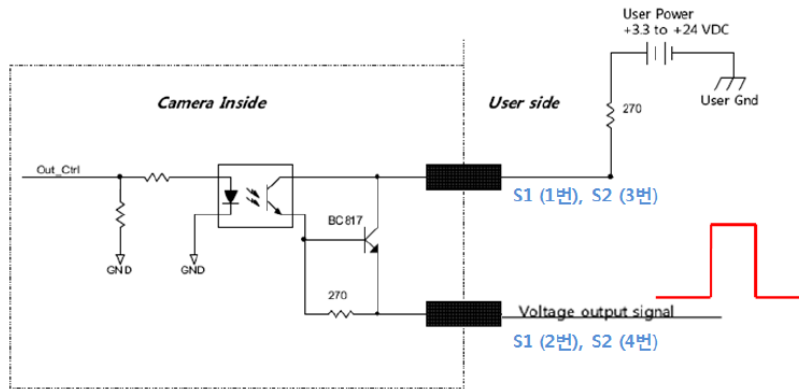 User Power
+3.3 to +24 VDC
Camera Inside
User side
270
User Gnd
Out_Ctrl
S1 (1번), S2 (3번)
BC817
GND
GND
270
Voltage output signal
S1 (2번), S2 (4번)